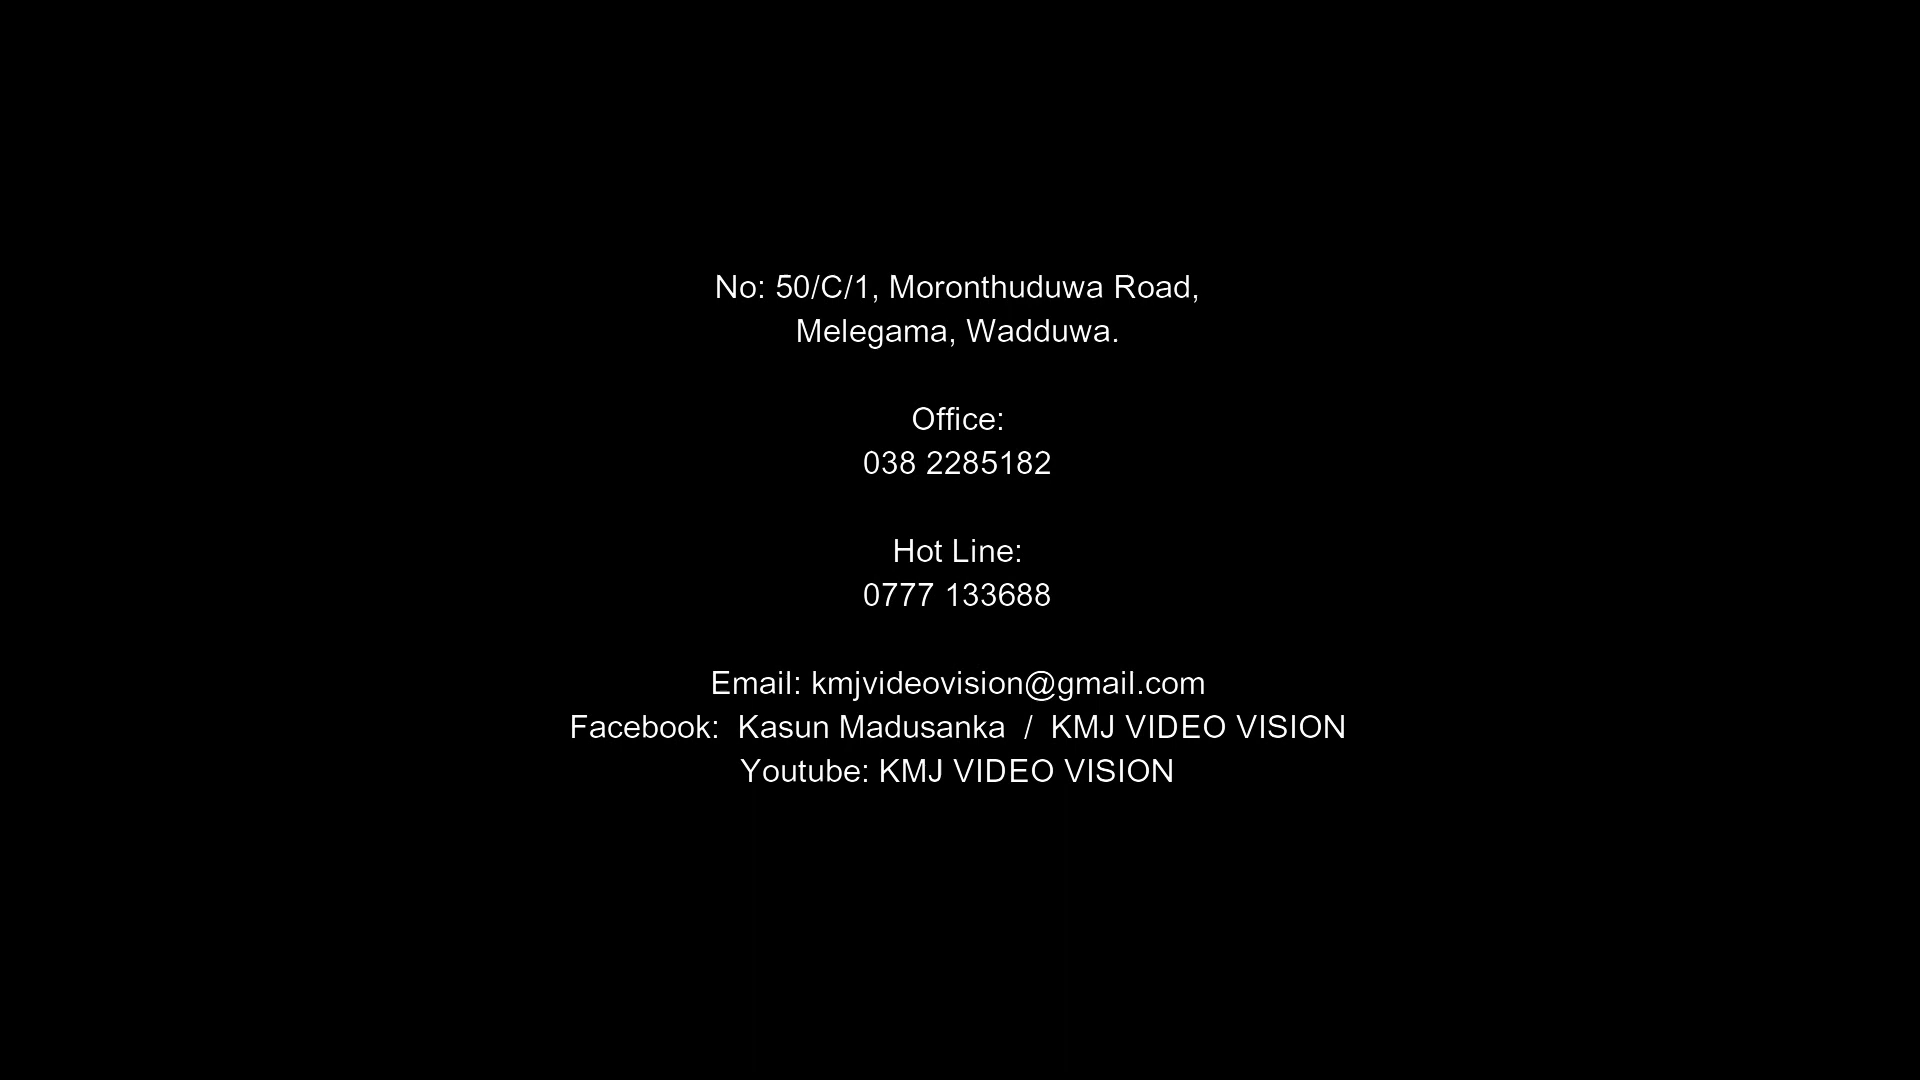 No: 50/C/1, Moronthuduwa Road,
Melegama, Wadduwa.
Office:
038 2285182
Hot Line:
0777 133688
Email: kmjvideovision@gmail.com
Facebook:  Kasun Madusanka  /  KMJ VIDEO VISION
Youtube: KMJ VIDEO VISION